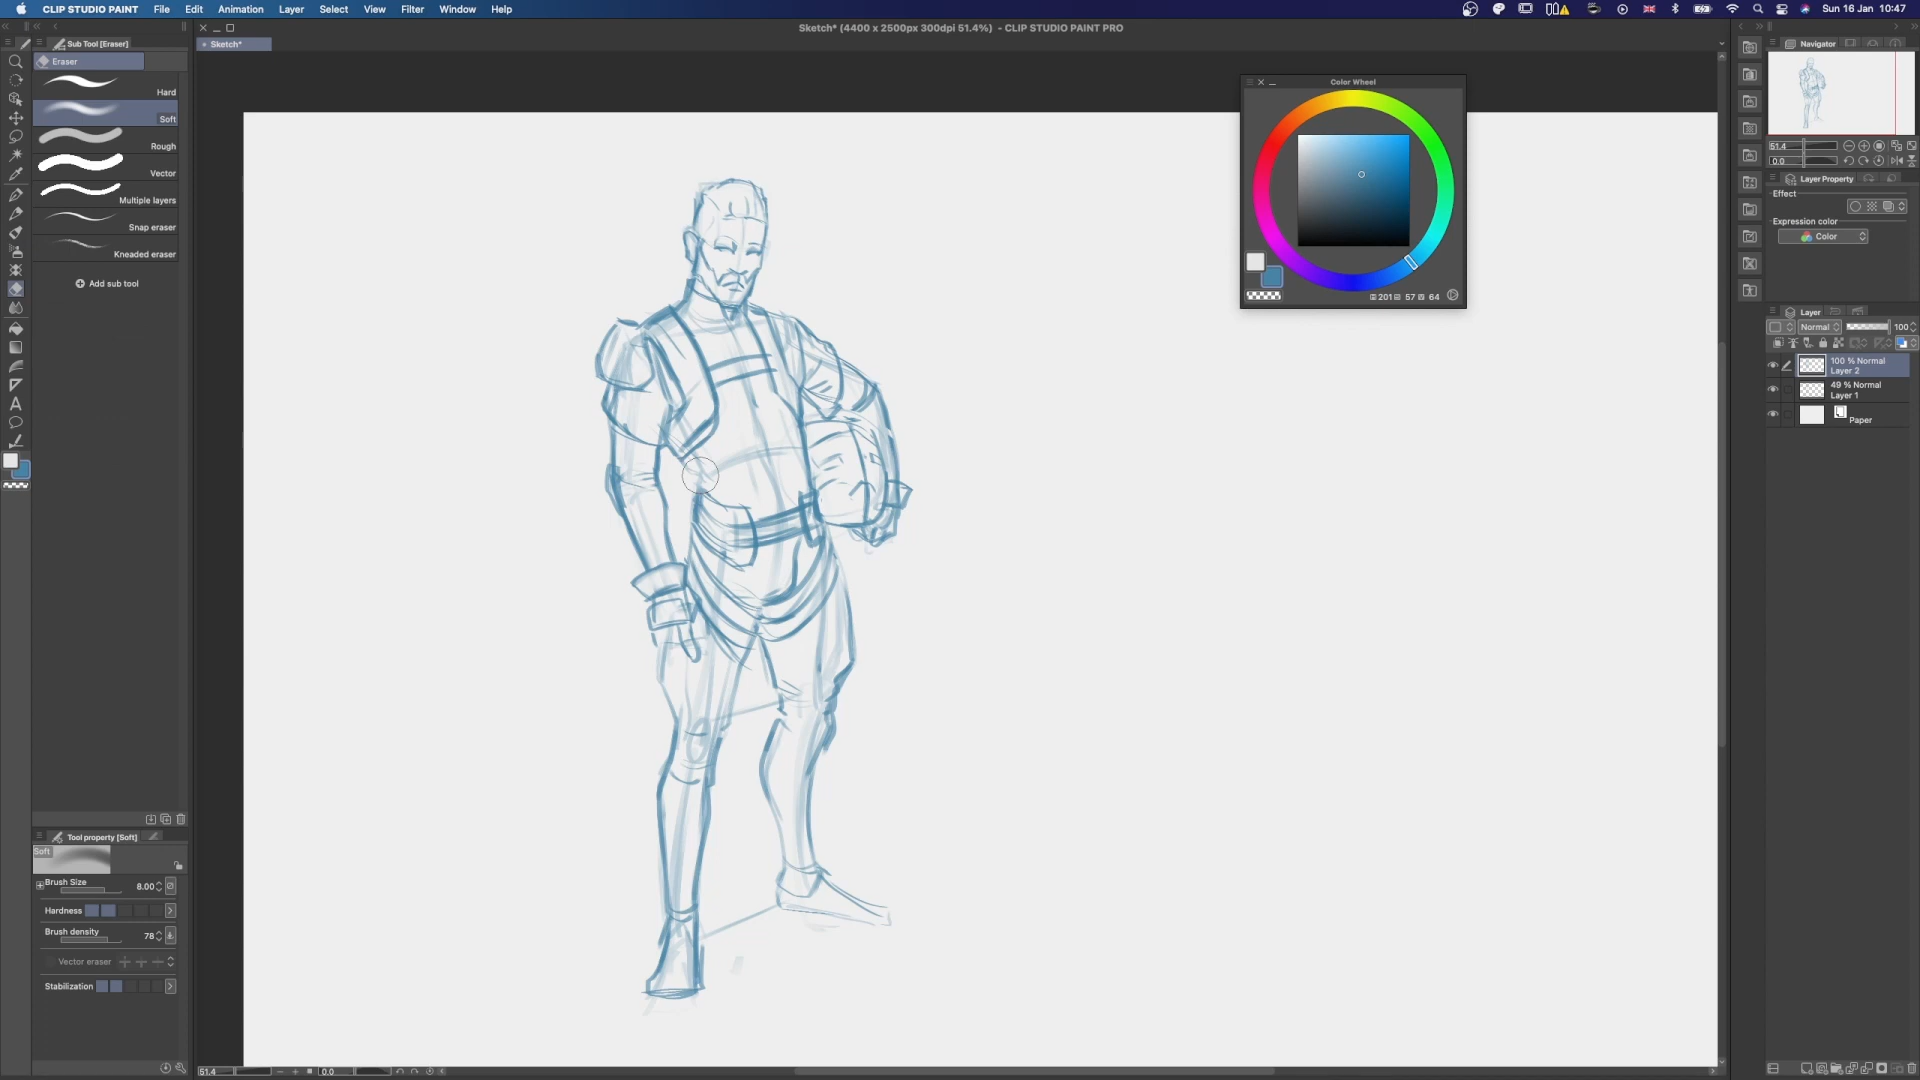 CLIP STUDIO PAINT File Edit Animation Layer Select View Filter Window Help Sun 16 Jan 10:47
Sketch* (4400 x 2500px 300dpi 51.4%) - CLIP STUDIO PAINT PRO
Sub Tool [Eraser]
Sketch*
Eraser
Hard
Soft
Rough
Vector
Multiple layers
Snap eraser
Kneaded eraser
Add sub tool
Tool property [Soft]
Soft
Brush Size 8.00
Hardness
Brush density 78
Vector eraser
Stabilization
51.4 0.0
Color Wheel
201 57 64
Navigator
51.4
0.0
Layer Property
Effect
Expression color
Color
Layer
Normal 100
100 % Normal
Layer 2
49 % Normal
Layer 1
Paper